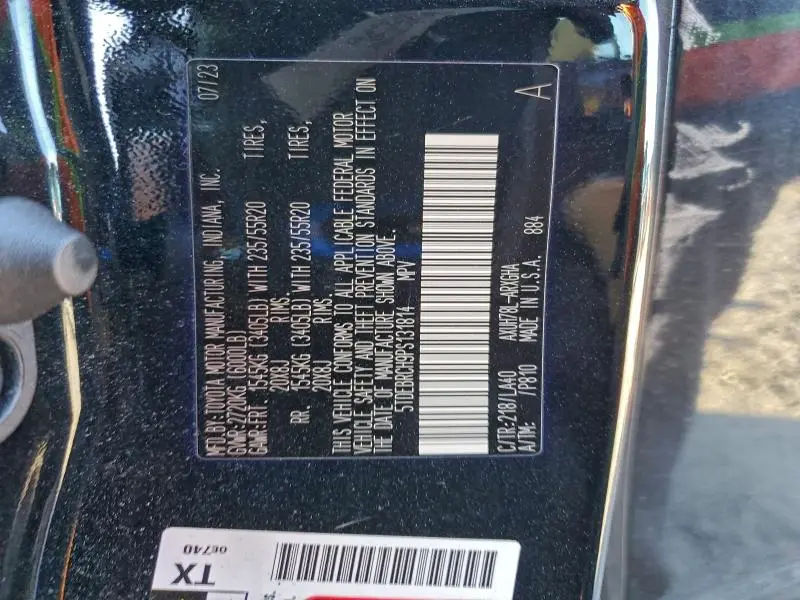 MFD.BY:TOYOTA MOTOR MANUFACTURING, INDIANA, INC. 07/23
GVWR:2720KG (6000LB)
GAWR:FRT 1545KG (3405LB) WITH 235/55R20 TIRES,
20X8J RIMS
RR. 1545KG (3405LB) WITH 235/55R20 TIRES,
20X8J RIMS
THIS VEHICLE CONFORMS TO ALL APPLICABLE FEDERAL MOTOR
VEHICLE SAFETY AND THEFT PREVENTION STANDARDS IN EFFECT ON
THE DATE OF MANUFACTURE SHOWN ABOVE.
5TDEBRCH9PS131814 MPV
C/TR:218/LA40 AXUH78L-ARXGHA 884
A/TM: /P810 MADE IN U.S.A.
A
TX
OE740